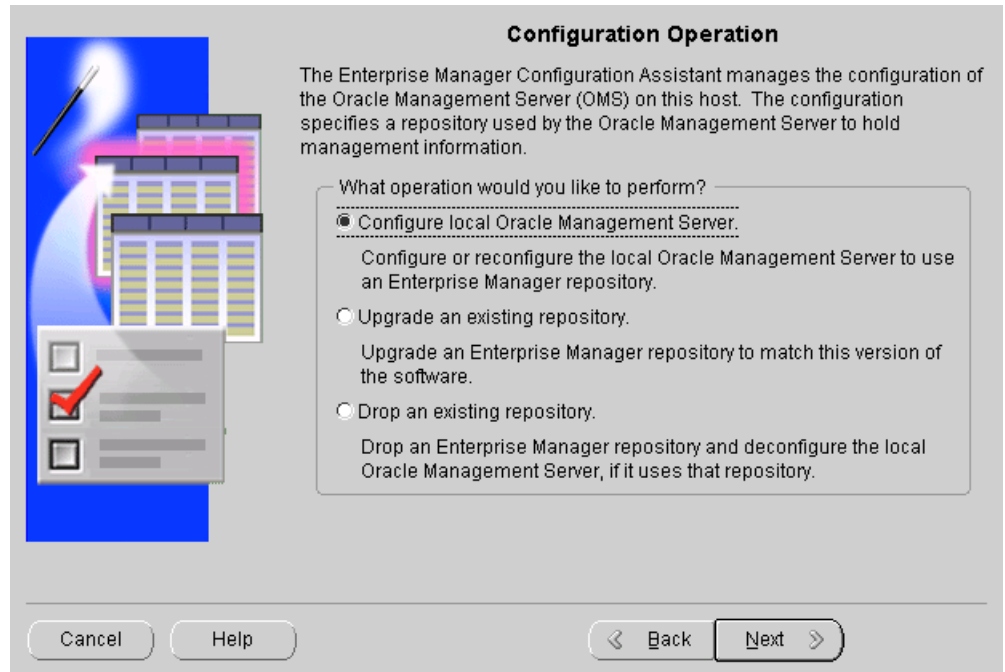 Configuration Operation
The Enterprise Manager Configuration Assistant manages the configuration of
the Oracle Management Server (OMS) on this host. The configuration
specifies a repository used by the Oracle Management Server to hold
management information.
What operation would you like to perform?
Configure local Oracle Management Server.
Configure or reconfigure the local Oracle Management Server to use
an Enterprise Manager repository.
Upgrade an existing repository.
Upgrade an Enterprise Manager repository to match this version of
the software.
Drop an existing repository.
Drop an Enterprise Manager repository and deconfigure the local
Oracle Management Server, if it uses that repository.
Cancel Help Back Next